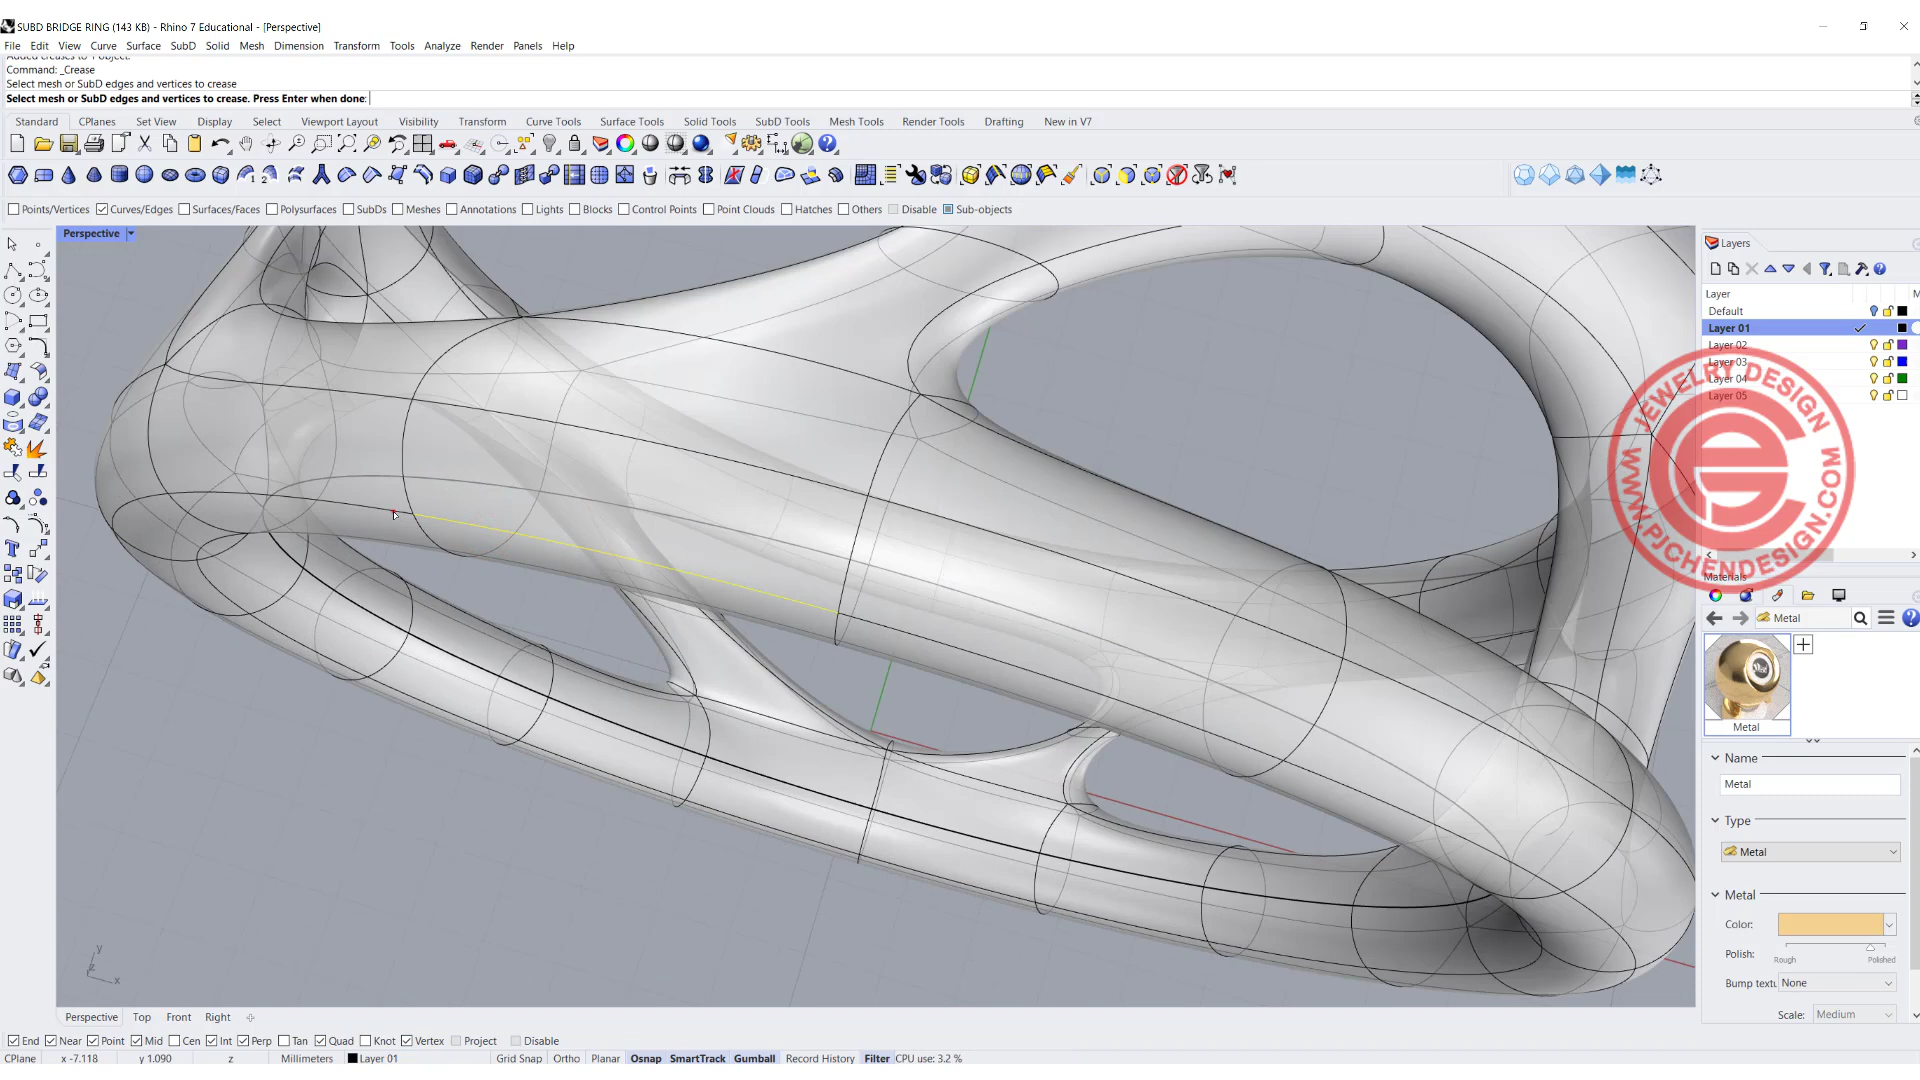 SUBD BRIDGE RING (143 KB) - Rhino 7 Educational - [Perspective]
File Edit View Curve Surface SubD Solid Mesh Dimension Transform Tools Analyze Render Panels Help
Added creases to 1 object.
Command: _Crease
Select mesh or SubD edges and vertices to crease
Select mesh or SubD edges and vertices to crease. Press Enter when done:
Standard CPlanes Set View Display Select Viewport Layout Visibility Transform Curve Tools Surface Tools Solid Tools SubD Tools Mesh Tools Render Tools Drafting New in V7
Points/Vertices Curves/Edges Surfaces/Faces Polysurfaces SubDs Meshes Annotations Lights Blocks Control Points Point Clouds Hatches Others Disable Sub-objects
Perspective
Layers
Layer M
Default
Layer 01
Layer 02
Layer 03
Layer 04
Layer 05
JEWELRY DESIGN
WWW.PJCHENDESIGN.COM
Materials
Metal
Metal
Name
Metal
Type
Metal
Metal
Color:
Polish:
Rough Polished
Bump textu None
Scale: Medium
y
z
x
Perspective Top Front Right
End Near Point Mid Cen Int Perp Tan Quad Knot Vertex Project Disable
CPlane x -7.118 y 1.090 z Millimeters Layer 01 Grid Snap Ortho Planar Osnap SmartTrack Gumball Record History Filter CPU use: 3.2 %